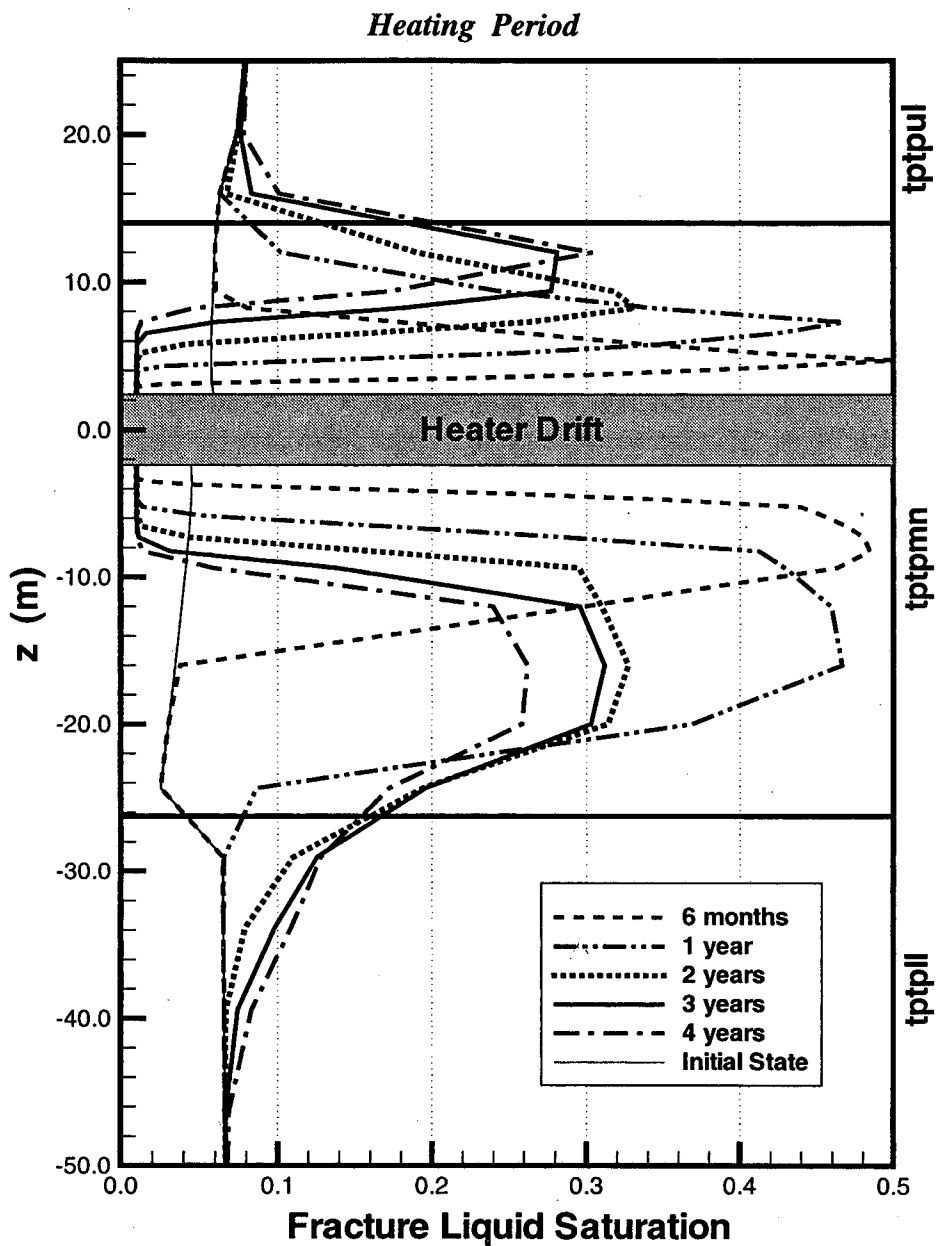 Heating Period
20.0
10.0
0.0
-10.0
-20.0
-30.0
-40.0
-50.0
z (m)
Heater Drift
tptpul
tptpmn
tptpll
6 months
1 year
2 years
3 years
4 years
Initial State
0.0 0.1 0.2 0.3 0.4 0.5
Fracture Liquid Saturation